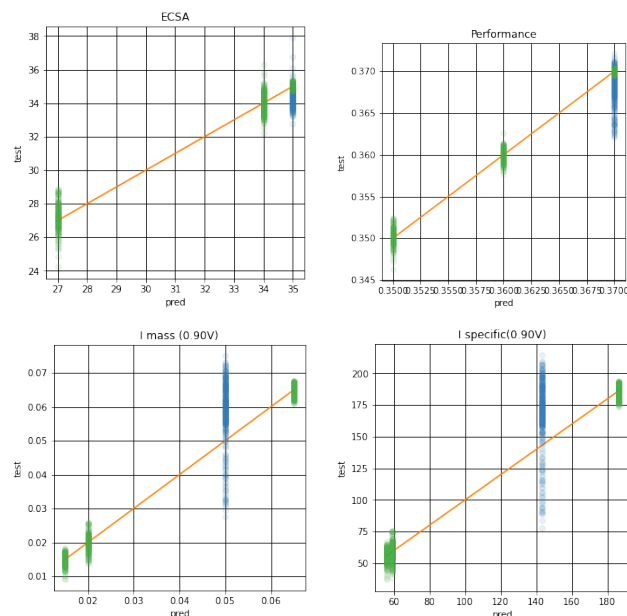 ECSA
38
36
34
32
30
28
26
24
test
27 28 29 30 31 32 33 34 35
pred
Performance
0.370
0.365
0.360
0.355
0.350
0.345
test
0.3500 0.3525 0.3550 0.3575 0.3600 0.3625 0.3650 0.3675 0.3700
pred
I mass (0.90V)
0.07
0.06
0.05
0.04
0.03
0.02
0.01
test
0.02 0.03 0.04 0.05 0.06
pred
I specific(0.90V)
200
175
150
125
100
75
50
test
60 80 100 120 140 160 180
pred